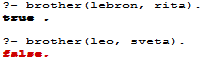 ?- brother(lebron, rita).
true .
?- brother(leo, sveta).
false.